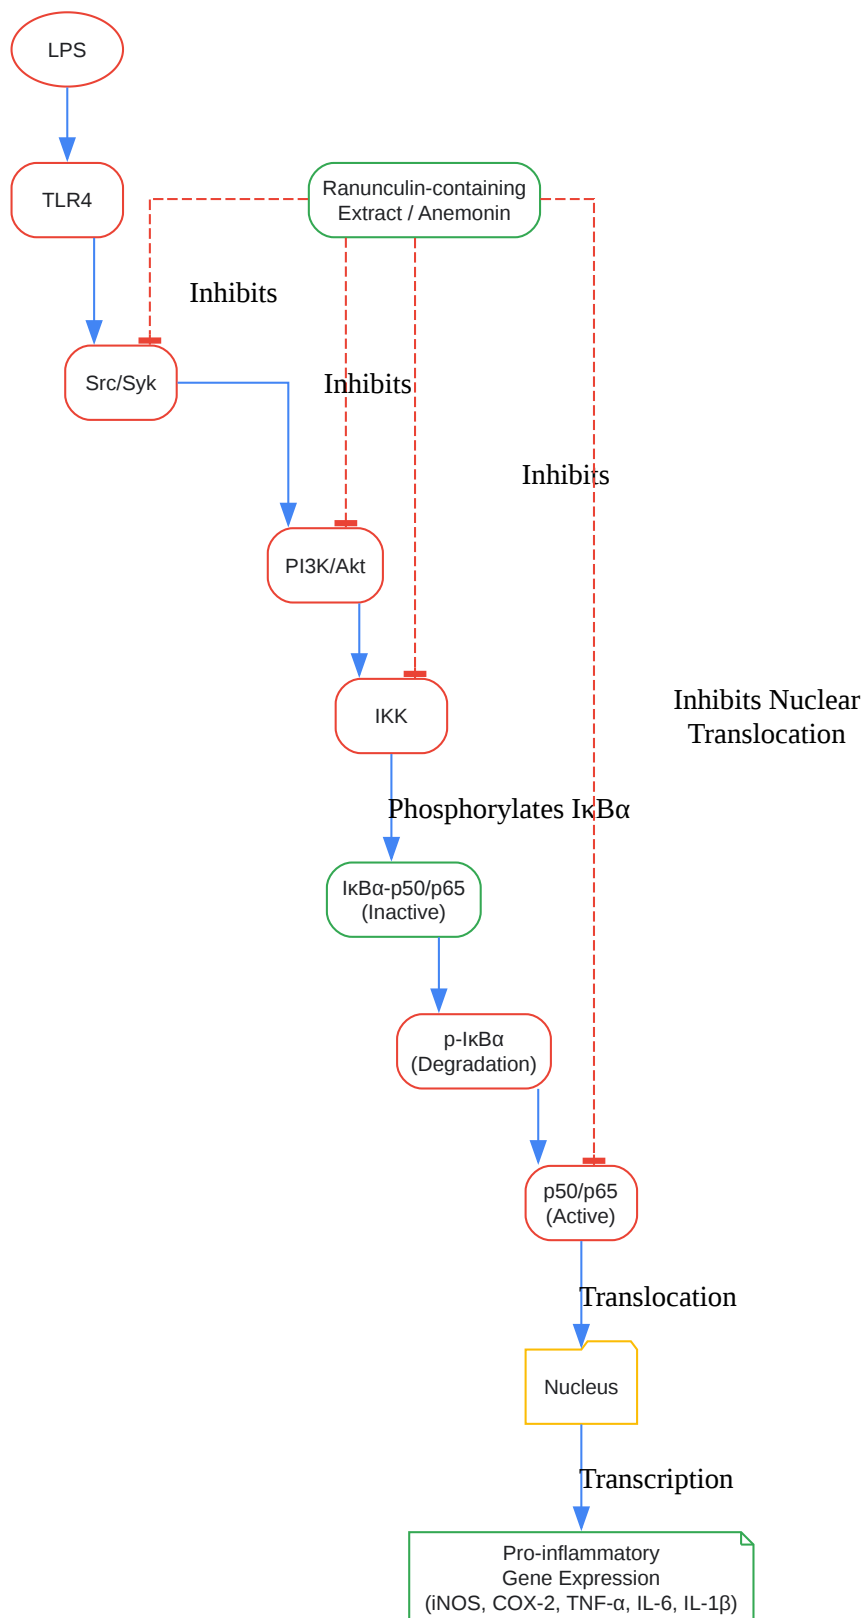 LPS
TLR4
Ranunculin-containing
Extract / Anemonin
Inhibits
Src/Syk
Inhibits
Inhibits
PI3K/Akt
IKK
Inhibits Nuclear
Translocation
Phosphorylates IκBα
IκBα-p50/p65
(Inactive)
p-IκBα
(Degradation)
p50/p65
(Active)
Translocation
Nucleus
Transcription
Pro-inflammatory
Gene Expression
(iNOS, COX-2, TNF-α, IL-6, IL-1β)